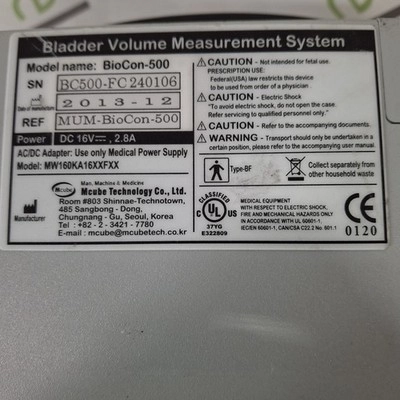 Bladder Volume Measurement System
Model name: BioCon-500
SN BC500-FC240106
Date of manufacture 2013-12
REF MUM-BioCon-500
Power DC 16V⎓, 2.8A
AC/DC Adapter: Use only Medical Power Supply
Model: MW160KA16XXFXX
Man, Machine & Medicine
Mcube Technology Co., Ltd.
Room #803 Shinnae-Technotown,
485 Sangbong - Dong,
Chungnang - Gu, Seoul, Korea
Tel : +82 - 2 - 3421 - 7780
E-mail : mcube@mcubetech.co.kr
Manufacturer
CAUTION - Not intended for fetal use.
PRESCRIPTION USE:
Federal(USA) law restricts this device
to be used from order of a physician
CAUTION - Electric Shock
"To avoid electric shock, do not open the case.
Refer servicing to qualified personnel only."
CAUTION - Refer to the accompanying documents.
WARNING - Transport should only be undertaken in a
certain position, please refer to the accompanying user manual
Type-BF
Collect separately from
other household waste
CLASSIFIED
C UL US
37YG
E322809
MEDICAL EQUIPMENT
WITH RESPECT TO ELECTRIC SHOCK,
FIRE AND MECHANICAL HAZARDS ONLY
IN ACCORDANCE WITH UL 60601-1,
IEC/EN 60601-1, CAN/CSA C22.2 No. 601.1
CE
0120